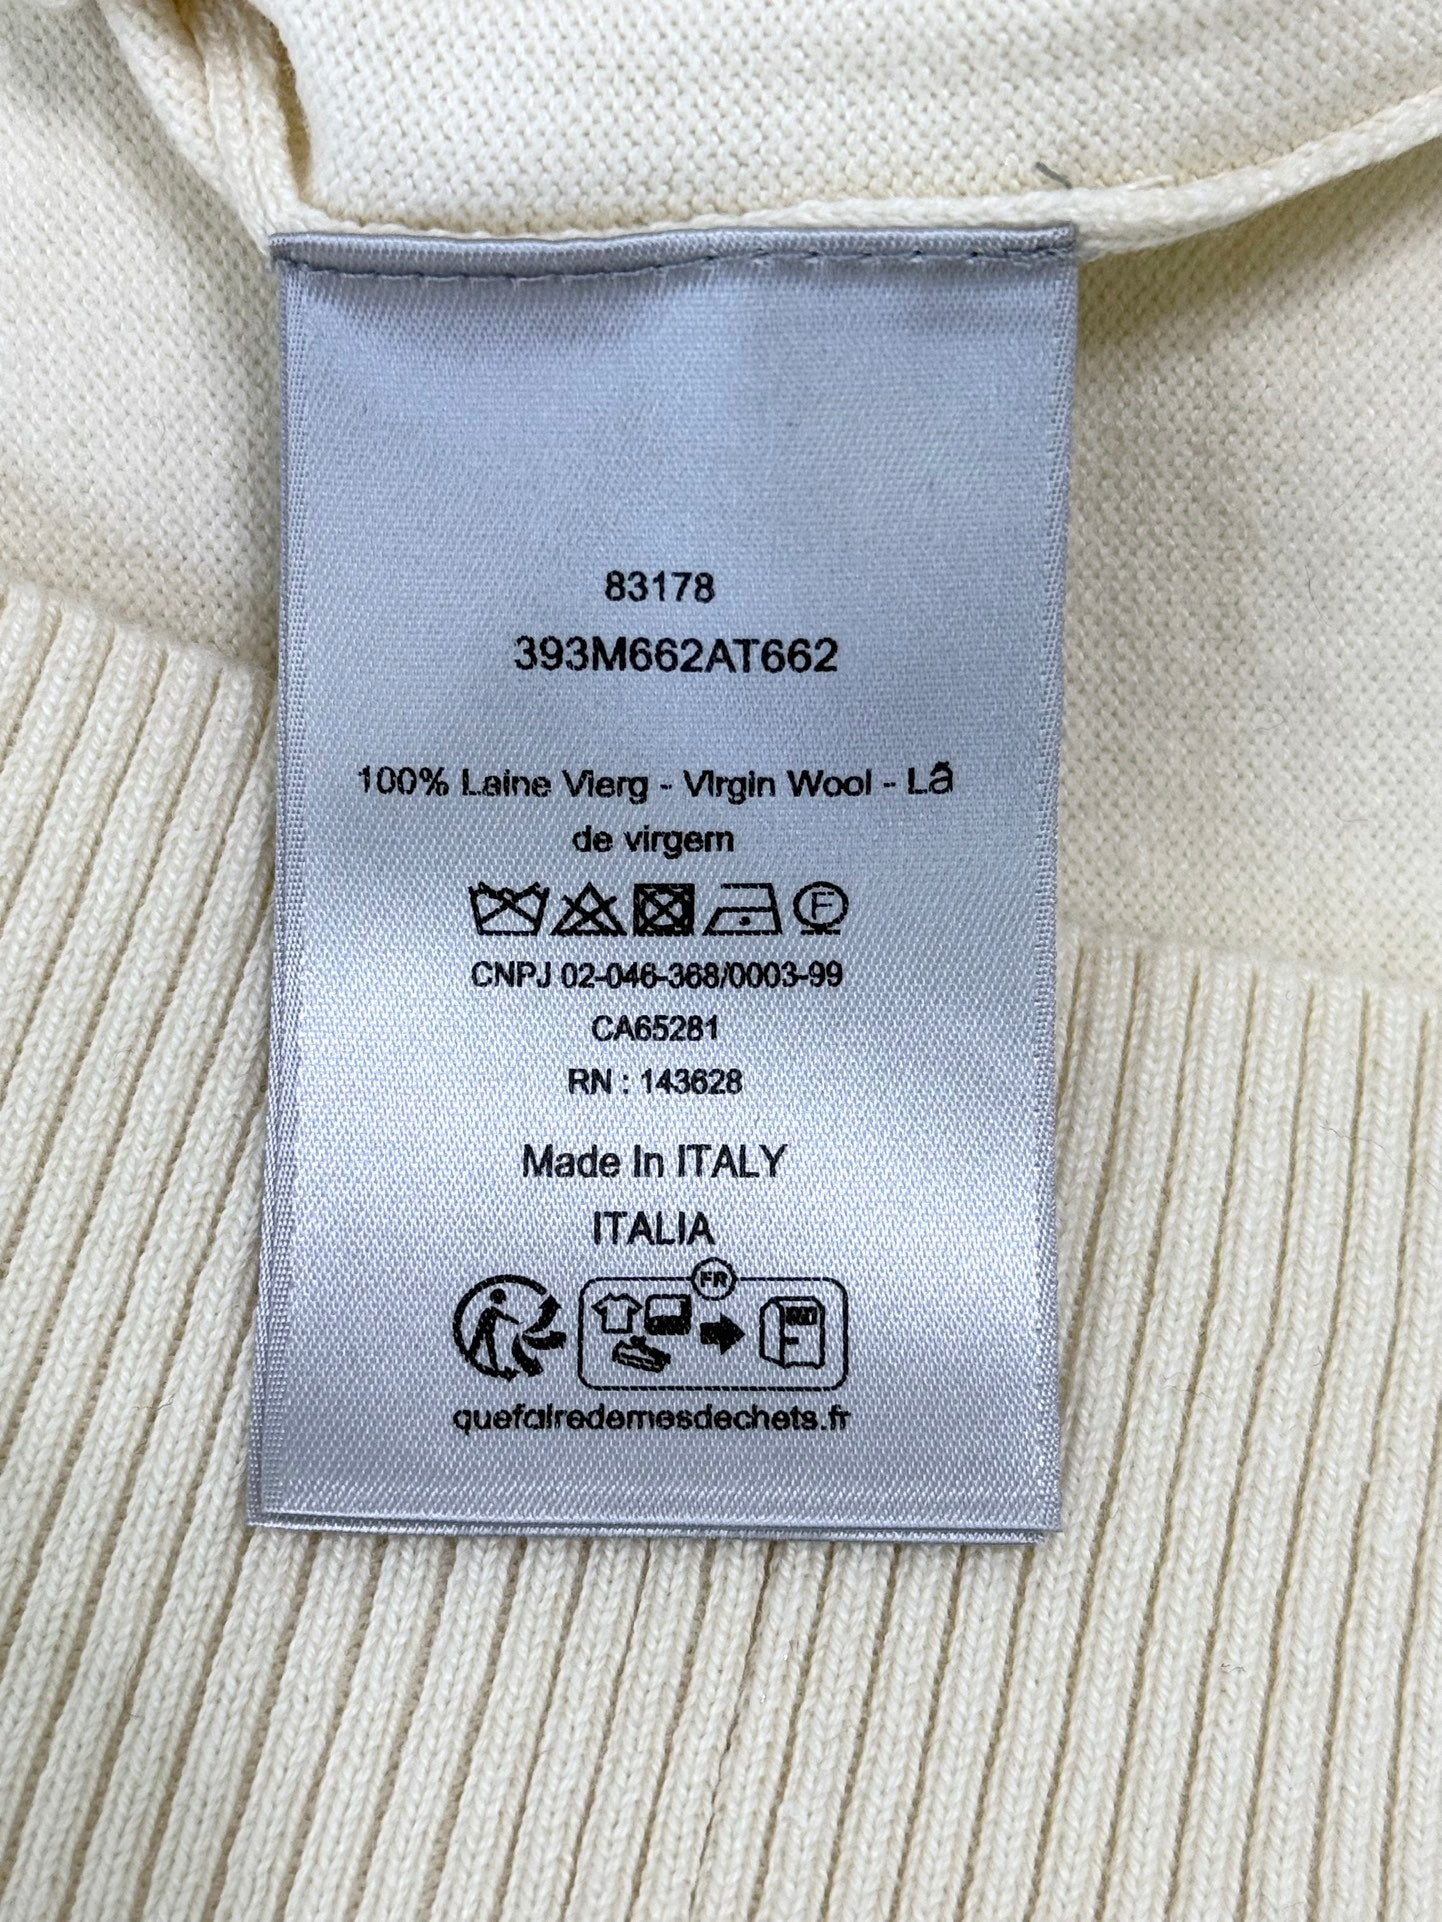 83178
393M662AT662
100% Laine Vierg - Virgin Wool - Lã
de virgem
F
CNPJ 02-046-368/0003-99
CA65281
RN : 143628
Made In ITALY
ITALIA
FR
quefairedemesdechets.fr